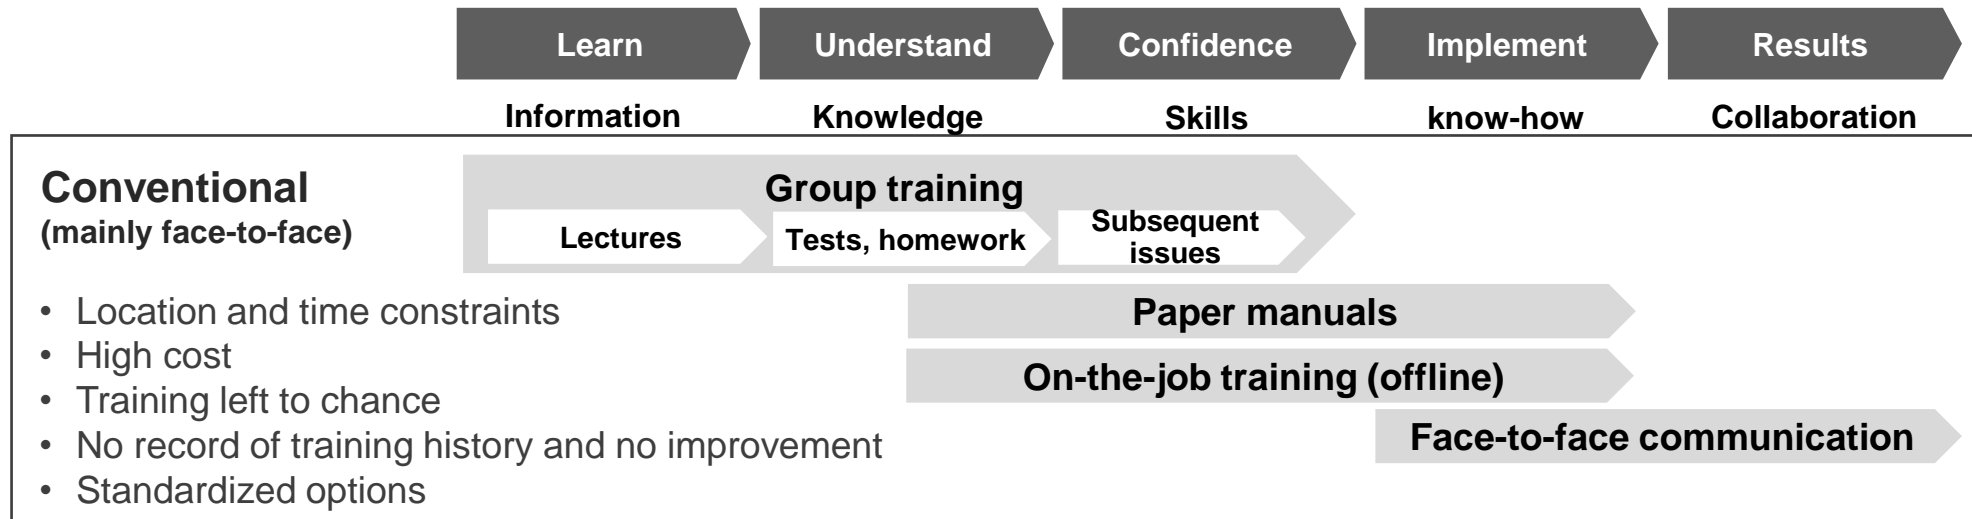 Learn
Understand
Confidence
Implement
Results
Information
Knowledge
Skills
know-how
Collaboration
Conventional
(mainly face-to-face)
Group training
Lectures
Tests, homework
Subsequent
issues
• Location and time constraints
• High cost
• Training left to chance
• No record of training history and no improvement
• Standardized options
Paper manuals
On-the-job training (offline)
Face-to-face communication